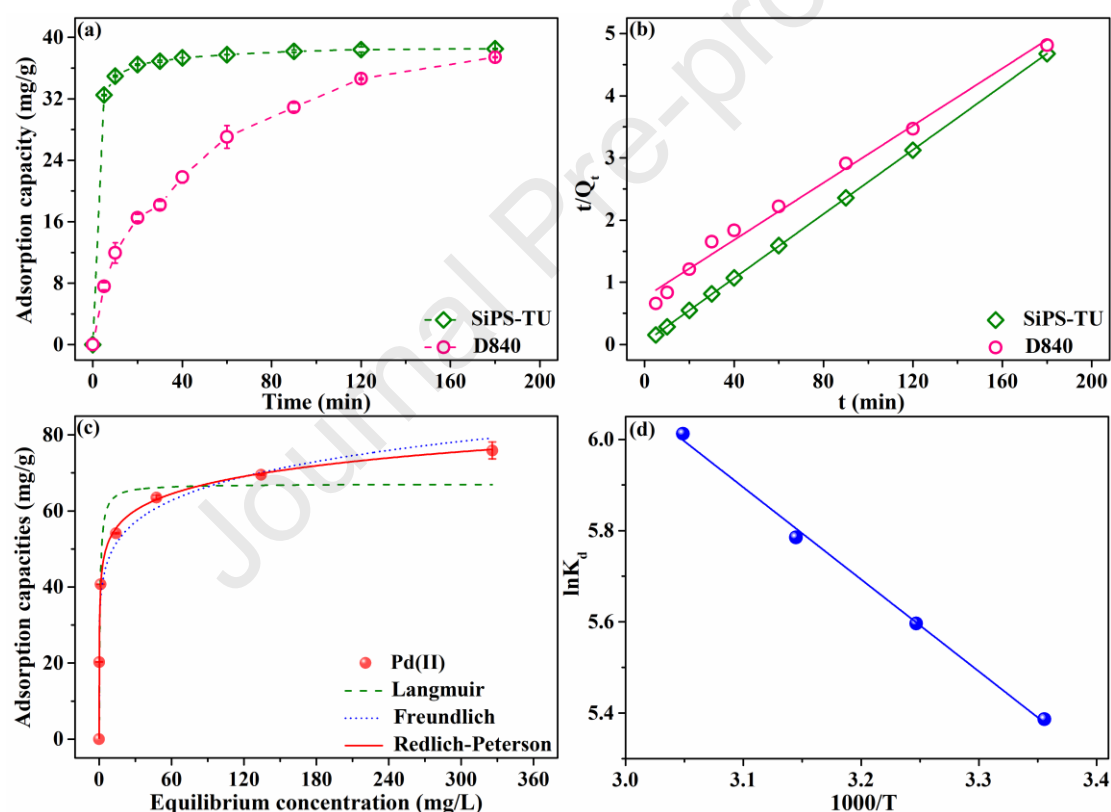 (a)
40
32
24
16
8
0
Adsorption capacity (mg/g)
SiPS-TU
D840
0 40 80 120 160 200
Time (min)
(b)
5
4
3
2
1
0
t/Qt
SiPS-TU
D840
0 40 80 120 160 200
t (min)
(c)
80
60
40
20
0
Adsorption capacities (mg/g)
Pd(II)
Langmuir
Freundlich
Redlich-Peterson
0 60 120 180 240 300 360
Equilibrium concentration (mg/L)
(d)
6.0
5.8
5.6
5.4
lnKd
3.0 3.1 3.2 3.3 3.4
1000/T
Journal Pre-pro